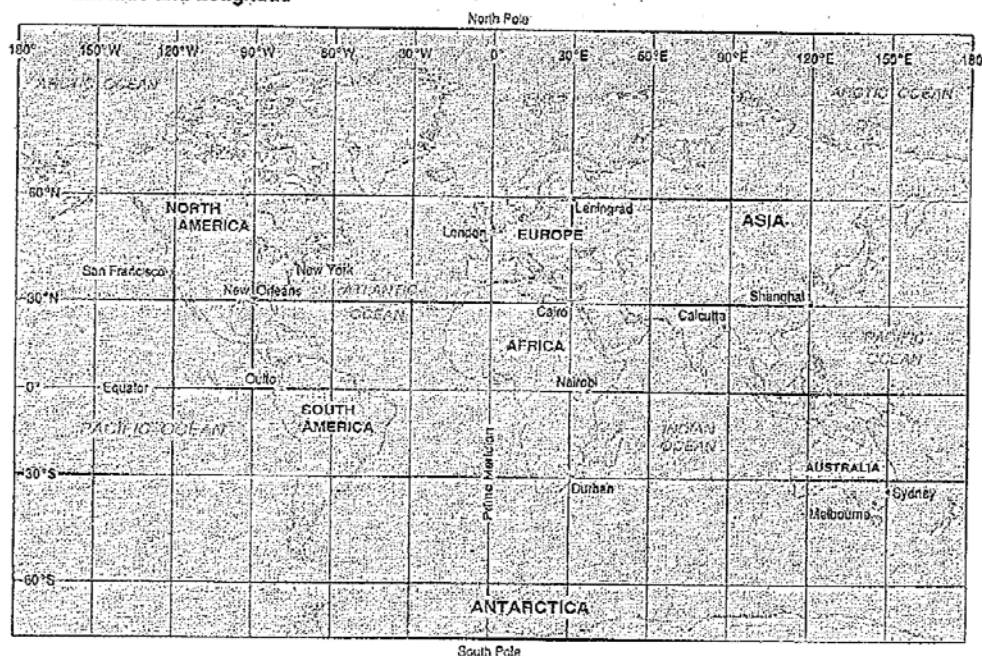 North Pole
180° 150°W 120°W 90°W 60°W 30°W 0 30°E 60°E 90°E 120°E 150°E 180
ARCTIC OCEAN
ARCTIC OCEAN
60°N
NORTH
AMERICA
Leningrad
ASIA
London
EUROPE
San Francisco
New York
New Orleans
ATLANTIC
OCEAN
30°N
Shanghai
Cairo
Calcutta
AFRICA
PACIFIC
OCEAN
Quito
Nairobi
0°
Equator
SOUTH
AMERICA
PACIFIC OCEAN
INDIAN
OCEAN
Prime Meridian
AUSTRALIA
30°S
Durban
Sydney
Melbourne
60°S
ANTARCTICA
South Pole